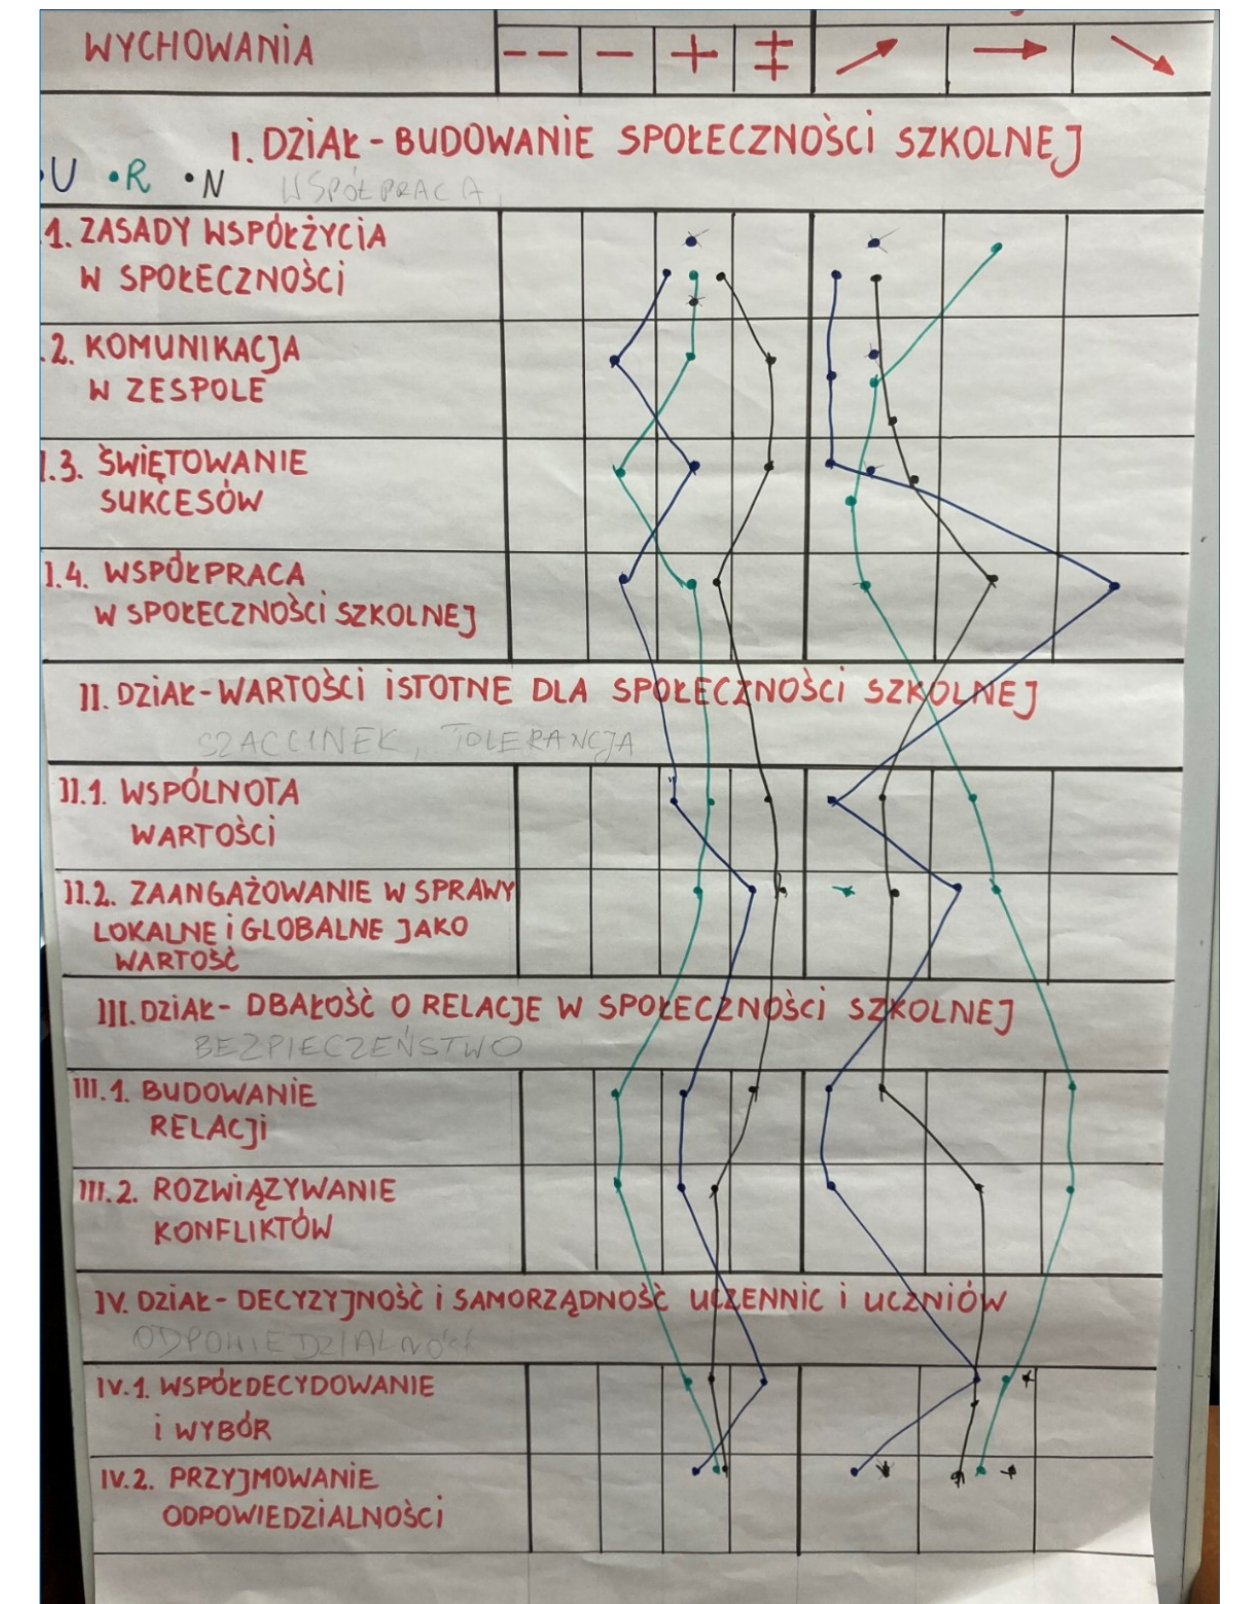 WYCHOWANIA -- - + ‡ ↗ → ↘
I. DZIAŁ - BUDOWANIE SPOŁECZNOŚCI SZKOLNEJ
•U •R •N WSPÓŁPRACA
1. ZASADY WSPÓŁŻYCIA
W SPOŁECZNOŚCI
.2. KOMUNIKACJA
W ZESPOLE
I.3. ŚWIĘTOWANIE
SUKCESÓW
I.4. WSPÓŁPRACA
W SPOŁECZNOŚCI SZKOLNEJ
II. DZIAŁ - WARTOŚCI ISTOTNE DLA SPOŁECZNOŚCI SZKOLNEJ
SZACUNEK, TOLERANCJA
II.1. WSPÓLNOTA
WARTOŚCI
II.2. ZAANGAŻOWANIE W SPRAWY
LOKALNE i GLOBALNE JAKO
WARTOŚĆ
III. DZIAŁ - DBAŁOŚĆ O RELACJE W SPOŁECZNOŚCI SZKOLNEJ
BEZPIECZEŃSTWO
III.1. BUDOWANIE
RELACJI
III.2. ROZWIĄZYWANIE
KONFLIKTÓW
IV. DZIAŁ - DECYZYJNOŚĆ i SAMORZĄDNOŚĆ UCZENNIC i UCZNIÓW
ODPOWIEDZIALNOŚĆ
IV.1. WSPÓŁDECYDOWANIE
i WYBÓR
IV.2. PRZYJMOWANIE
ODPOWIEDZIALNOŚCI